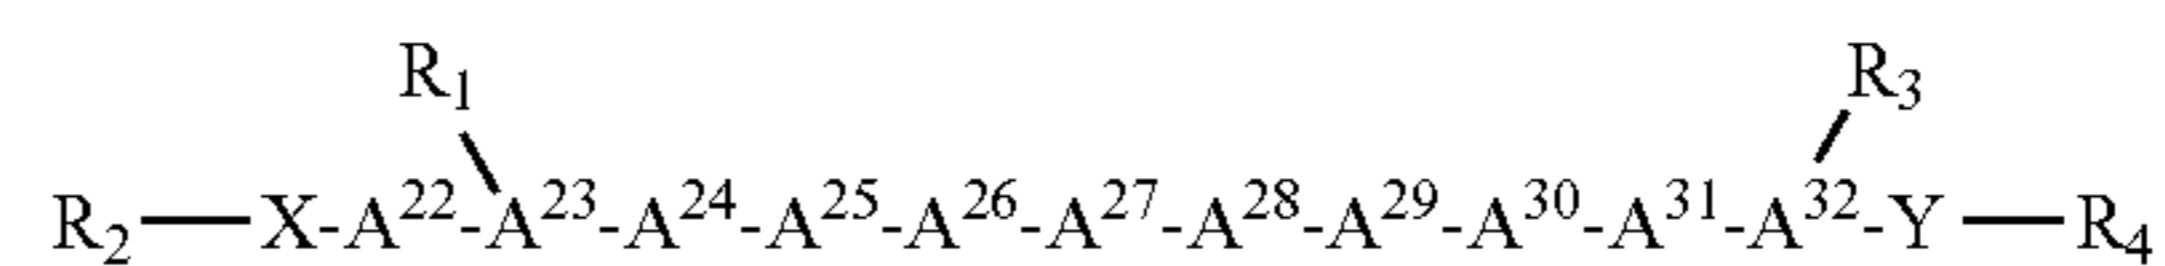 R₁ R₃
R₂—X-A²²-A²³-A²⁴-A²⁵-A²⁶-A²⁷-A²⁸-A²⁹-A³⁰-A³¹-A³²-Y—R₄